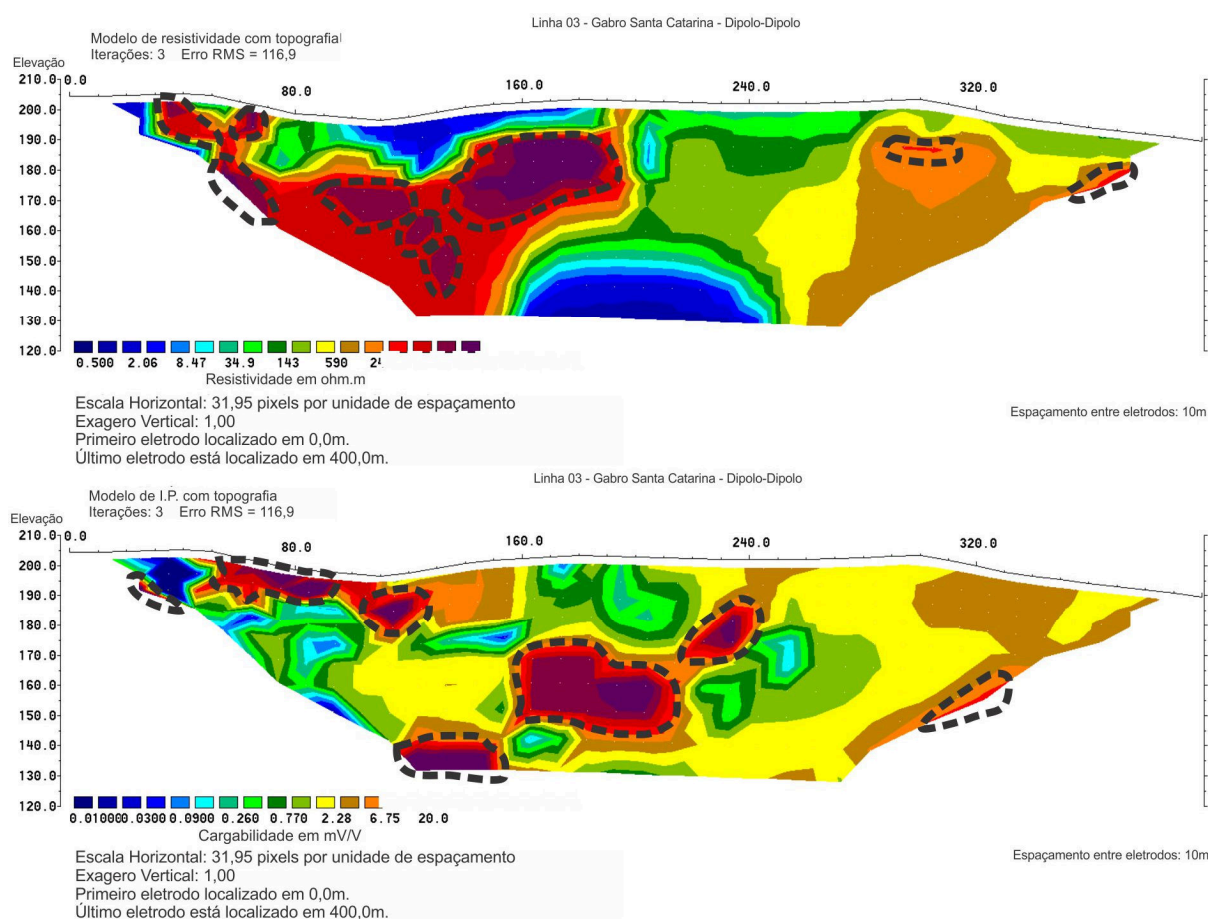 Linha 03 - Gabro Santa Catarina - Dipolo-Dipolo
Modelo de resistividade com topografia
Iterações: 3 Erro RMS = 116,9
Elevação
210.0 0.0 80.0 160.0 240.0 320.0
200.0
190.0
180.0
170.0
160.0
150.0
140.0
130.0
120.0
0.500 2.06 8.47 34.9 143 590
Resistividade em ohm.m
Escala Horizontal: 31,95 pixels por unidade de espaçamento
Exagero Vertical: 1,00
Primeiro eletrodo localizado em 0,0m.
Último eletrodo está localizado em 400,0m.
Espaçamento entre eletrodos: 10m
Linha 03 - Gabro Santa Catarina - Dipolo-Dipolo
Modelo de I.P. com topografia
Iterações: 3 Erro RMS = 116,9
Elevação
210.0 0.0 80.0 160.0 240.0 320.0
200.0
190.0
180.0
170.0
160.0
150.0
140.0
130.0
120.0
0.01000 0.0300 0.0900 0.260 0.770 2.28 6.75 20.0
Cargabilidade em mV/V
Escala Horizontal: 31,95 pixels por unidade de espaçamento
Exagero Vertical: 1,00
Primeiro eletrodo localizado em 0,0m.
Último eletrodo está localizado em 400,0m.
Espaçamento entre eletrodos: 10m